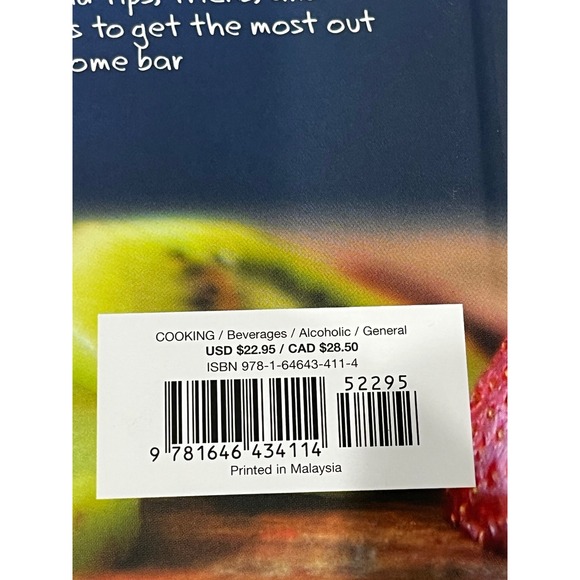 s to get the most out
ome bar
COOKING / Beverages / Alcoholic / General
USD $22.95 / CAD $28.50
ISBN 978-1-64643-411-4
52295
9 781646 434114
Printed in Malaysia